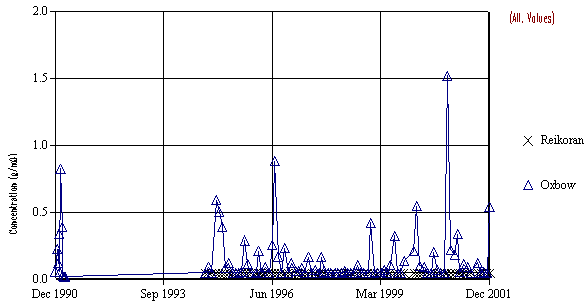 (All Values)
2.0
1.5
1.0
0.5
0.0
Concentration (g/m3)
Dec 1990
Sep 1993
Jun 1996
Mar 1999
Dec 2001
Reikoran
Oxbow